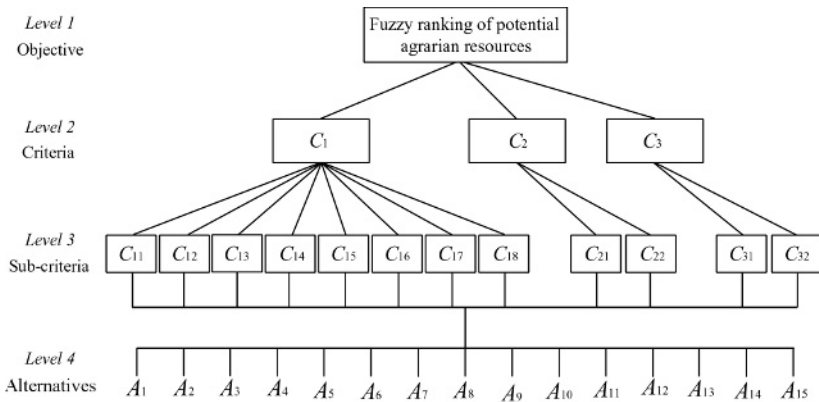 Level 1
Objective
Fuzzy ranking of potential
agrarian resources
Level 2
Criteria
C1 C2 C3
Level 3
Sub-criteria
C11 C12 C13 C14 C15 C16 C17 C18 C21 C22 C31 C32
Level 4
Alternatives
A1 A2 A3 A4 A5 A6 A7 A8 A9 A10 A11 A12 A13 A14 A15